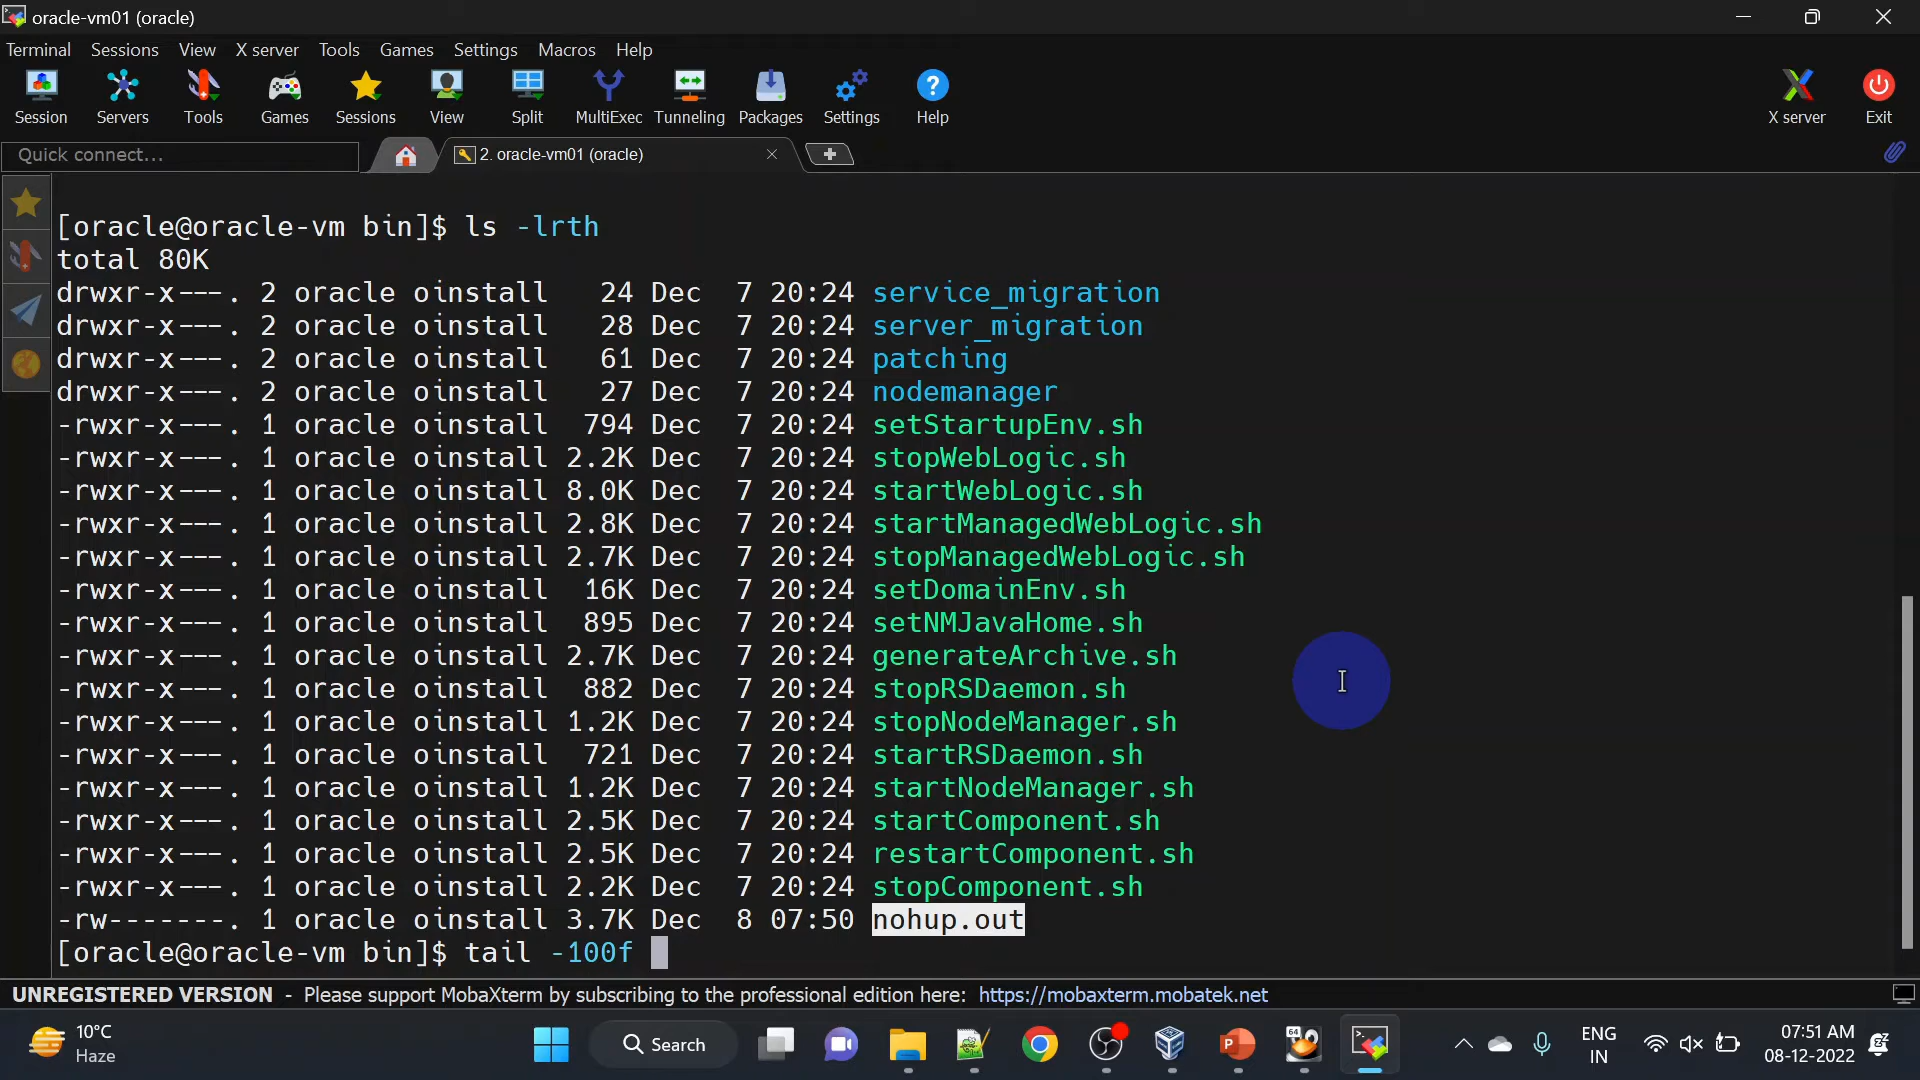 oracle-vm01 (oracle)
Terminal Sessions View X server Tools Games Settings Macros Help
Session Servers Tools Games Sessions View Split MultiExec Tunneling Packages Settings Help X server Exit
Quick connect... 2. oracle-vm01 (oracle)
[oracle@oracle-vm bin]$ ls -lrth
total 80K
drwxr-x---. 2 oracle oinstall   24 Dec  7 20:24 service_migration
drwxr-x---. 2 oracle oinstall   28 Dec  7 20:24 server_migration
drwxr-x---. 2 oracle oinstall   61 Dec  7 20:24 patching
drwxr-x---. 2 oracle oinstall   27 Dec  7 20:24 nodemanager
-rwxr-x---. 1 oracle oinstall  794 Dec  7 20:24 setStartupEnv.sh
-rwxr-x---. 1 oracle oinstall 2.2K Dec  7 20:24 stopWebLogic.sh
-rwxr-x---. 1 oracle oinstall 8.0K Dec  7 20:24 startWebLogic.sh
-rwxr-x---. 1 oracle oinstall 2.8K Dec  7 20:24 startManagedWebLogic.sh
-rwxr-x---. 1 oracle oinstall 2.7K Dec  7 20:24 stopManagedWebLogic.sh
-rwxr-x---. 1 oracle oinstall  16K Dec  7 20:24 setDomainEnv.sh
-rwxr-x---. 1 oracle oinstall  895 Dec  7 20:24 setNMJavaHome.sh
-rwxr-x---. 1 oracle oinstall 2.7K Dec  7 20:24 generateArchive.sh
-rwxr-x---. 1 oracle oinstall  882 Dec  7 20:24 stopRSDaemon.sh
-rwxr-x---. 1 oracle oinstall 1.2K Dec  7 20:24 stopNodeManager.sh
-rwxr-x---. 1 oracle oinstall  721 Dec  7 20:24 startRSDaemon.sh
-rwxr-x---. 1 oracle oinstall 1.2K Dec  7 20:24 startNodeManager.sh
-rwxr-x---. 1 oracle oinstall 2.5K Dec  7 20:24 startComponent.sh
-rwxr-x---. 1 oracle oinstall 2.5K Dec  7 20:24 restartComponent.sh
-rwxr-x---. 1 oracle oinstall 2.2K Dec  7 20:24 stopComponent.sh
-rw-------. 1 oracle oinstall 3.7K Dec  8 07:50 nohup.out
[oracle@oracle-vm bin]$ tail -100f
UNREGISTERED VERSION - Please support MobaXterm by subscribing to the professional edition here: https://mobaxterm.mobatek.net
10°C
Haze
Search
64
P
ENG
IN
07:51 AM
08-12-2022